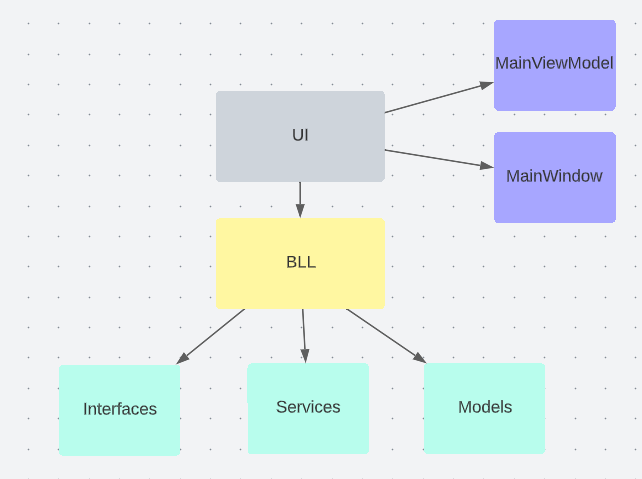 MainViewModel
UI
MainWindow
BLL
Interfaces
Services
Models